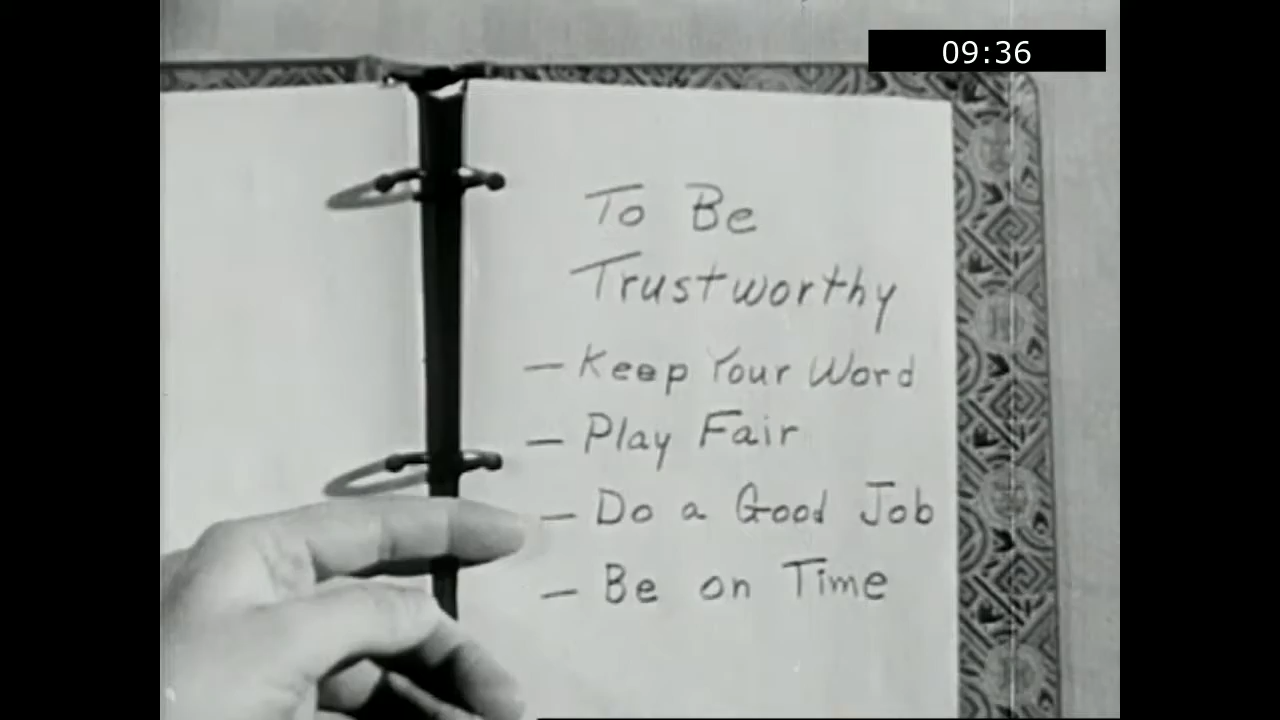 09:36
To Be
Trustworthy
— Keep Your Word
— Play Fair
— Do a Good Job
— Be on Time